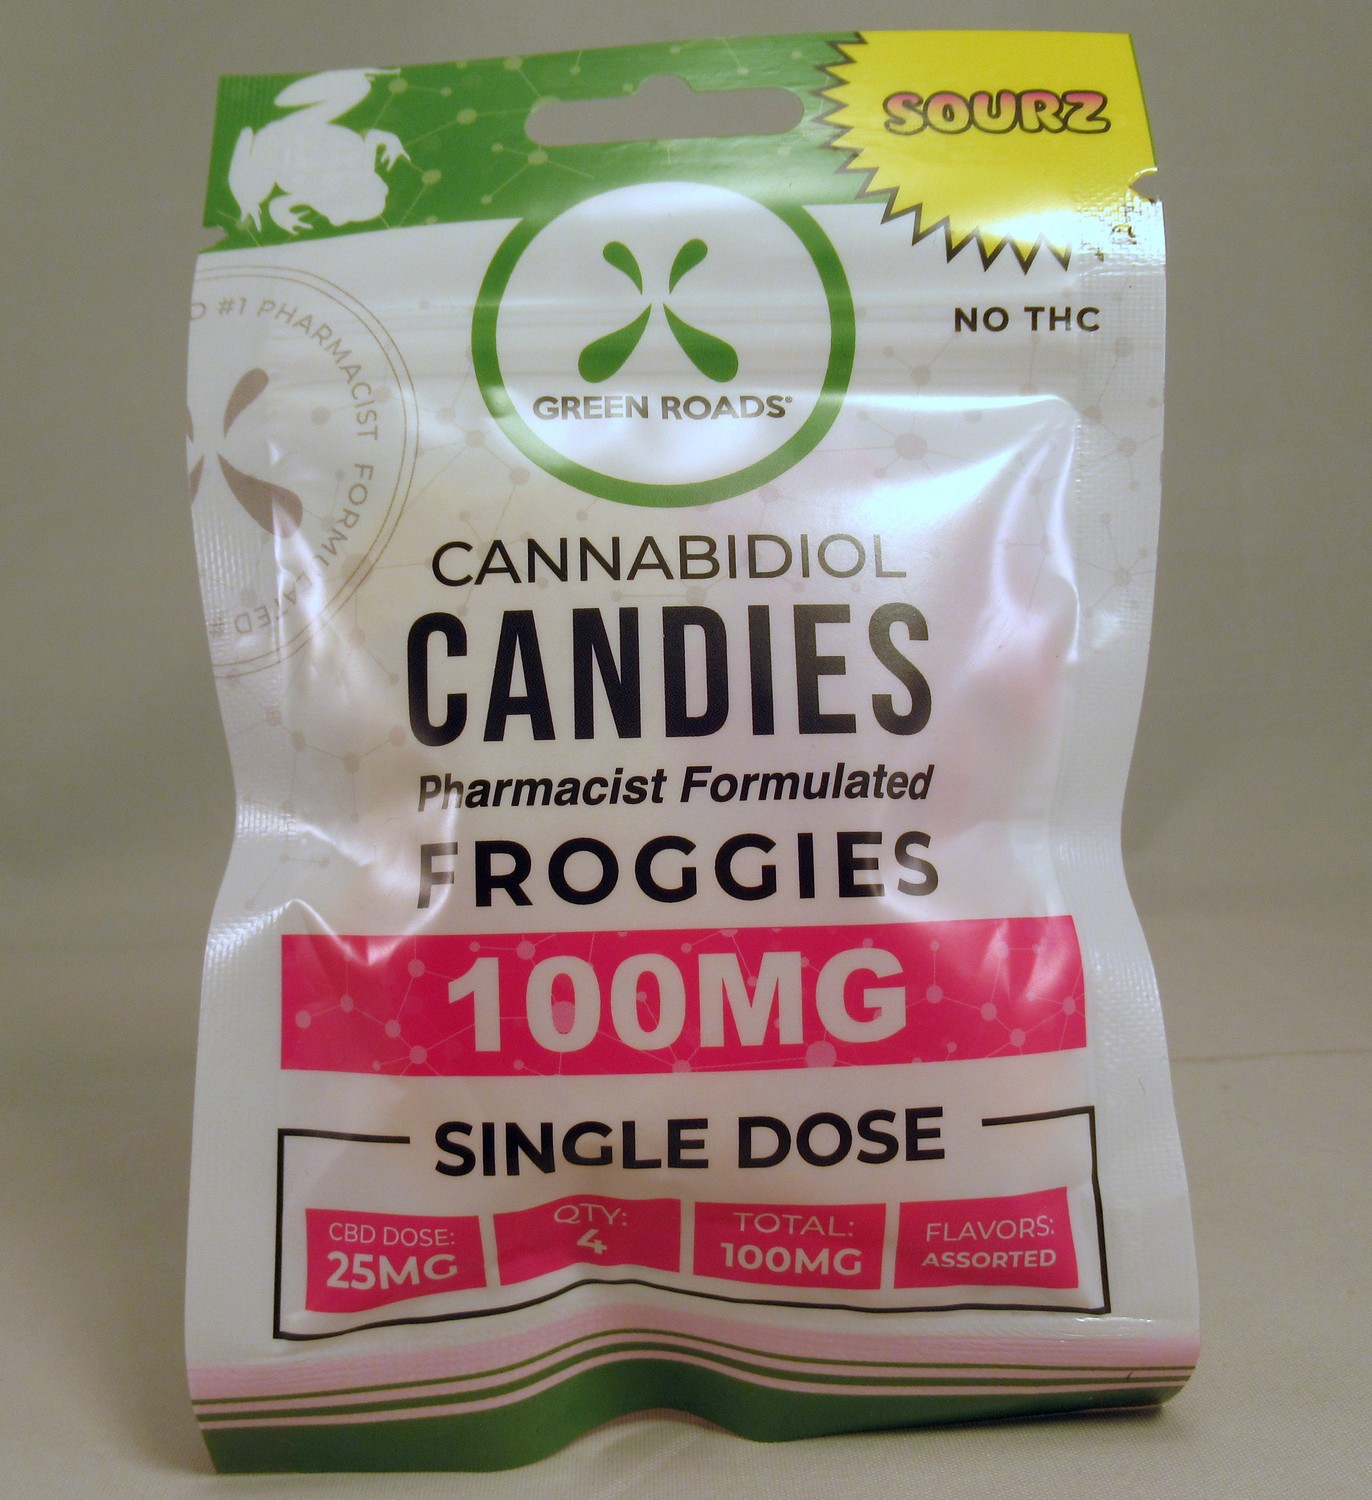 SOURZ
NO THC
#1 PHARMACIST FORMULATED
GREEN ROADS®
CANNABIDIOL
CANDIES
Pharmacist Formulated
FROGGIES
100MG
SINGLE DOSE
CBD DOSE:
25MG
QTY:
4
TOTAL:
100MG
FLAVORS:
ASSORTED